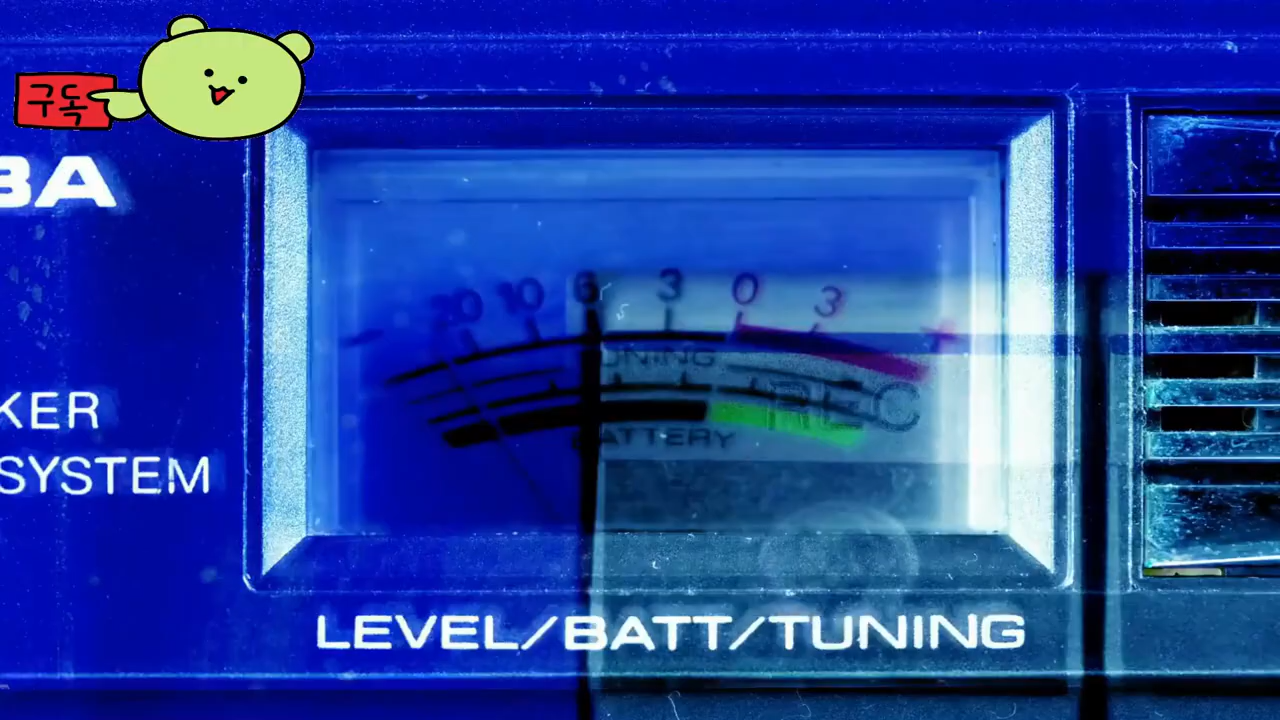 구독
BA
20 10 6 3 0 3 +
TUNING
REC
BATTERY
KER
SYSTEM
LEVEL/BATT/TUNING